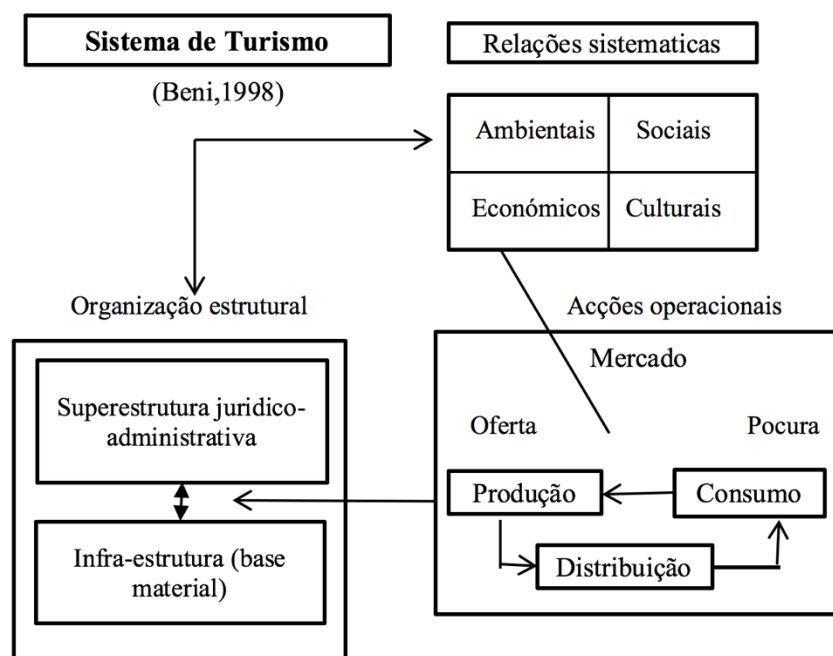 Sistema de Turismo
(Beni,1998)
Relações sistematicas
Ambientais
Sociais
Económicos
Culturais
Organização estrutural
Superestrutura juridico-
administrativa
Infra-estrutura (base
material)
Acções operacionais
Mercado
Oferta
Pocura
Produção
Consumo
Distribuição